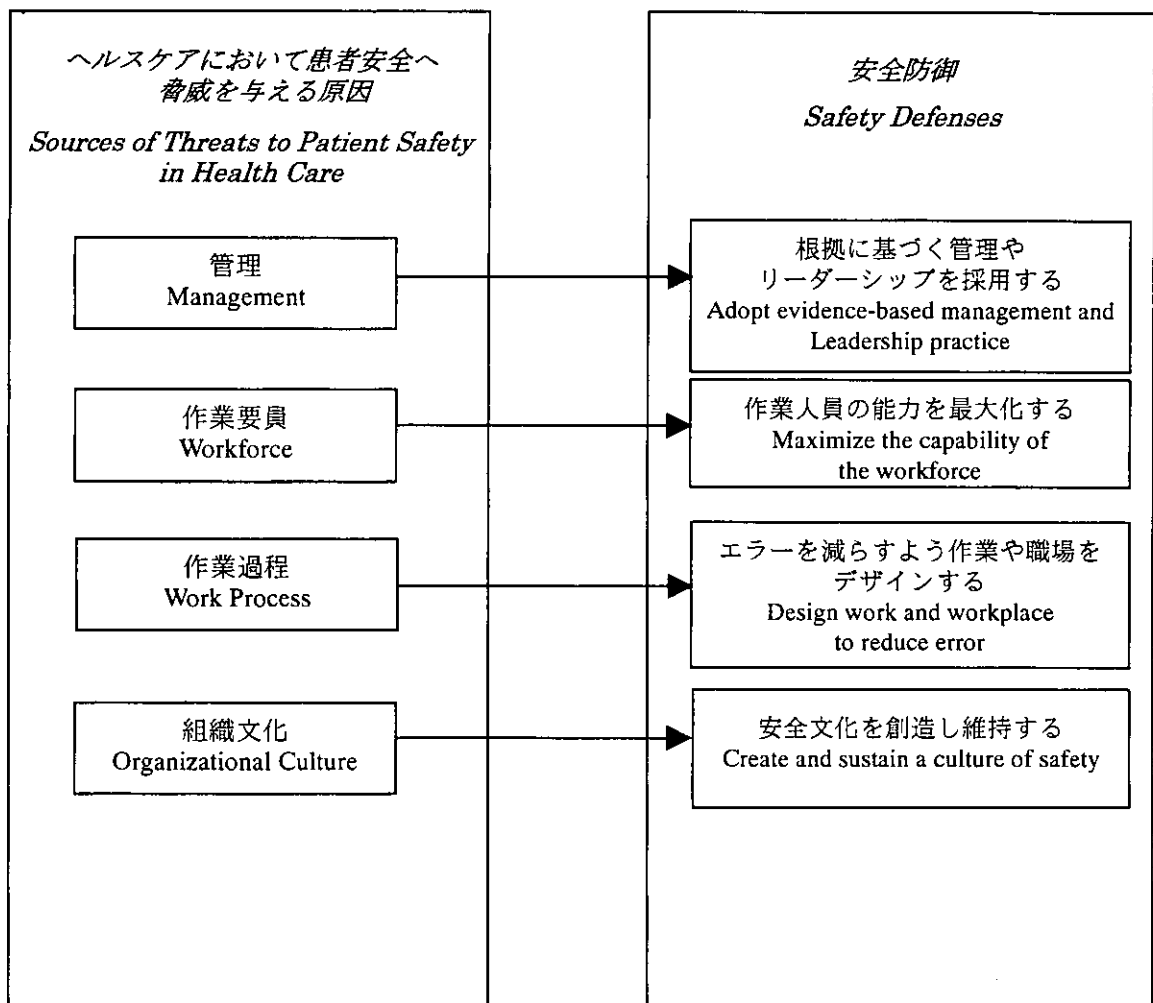 ヘルスケアにおいて患者安全へ
脅威を与える原因
Sources of Threats to Patient Safety
in Health Care
管理
Management
作業要員
Workforce
作業過程
Work Process
組織文化
Organizational Culture
安全防御
Safety Defenses
根拠に基づく管理や
リーダーシップを採用する
Adopt evidence-based management and
Leadership practice
作業人員の能力を最大化する
Maximize the capability of
the workforce
エラーを減らすよう作業や職場を
デザインする
Design work and workplace
to reduce error
安全文化を創造し維持する
Create and sustain a culture of safety